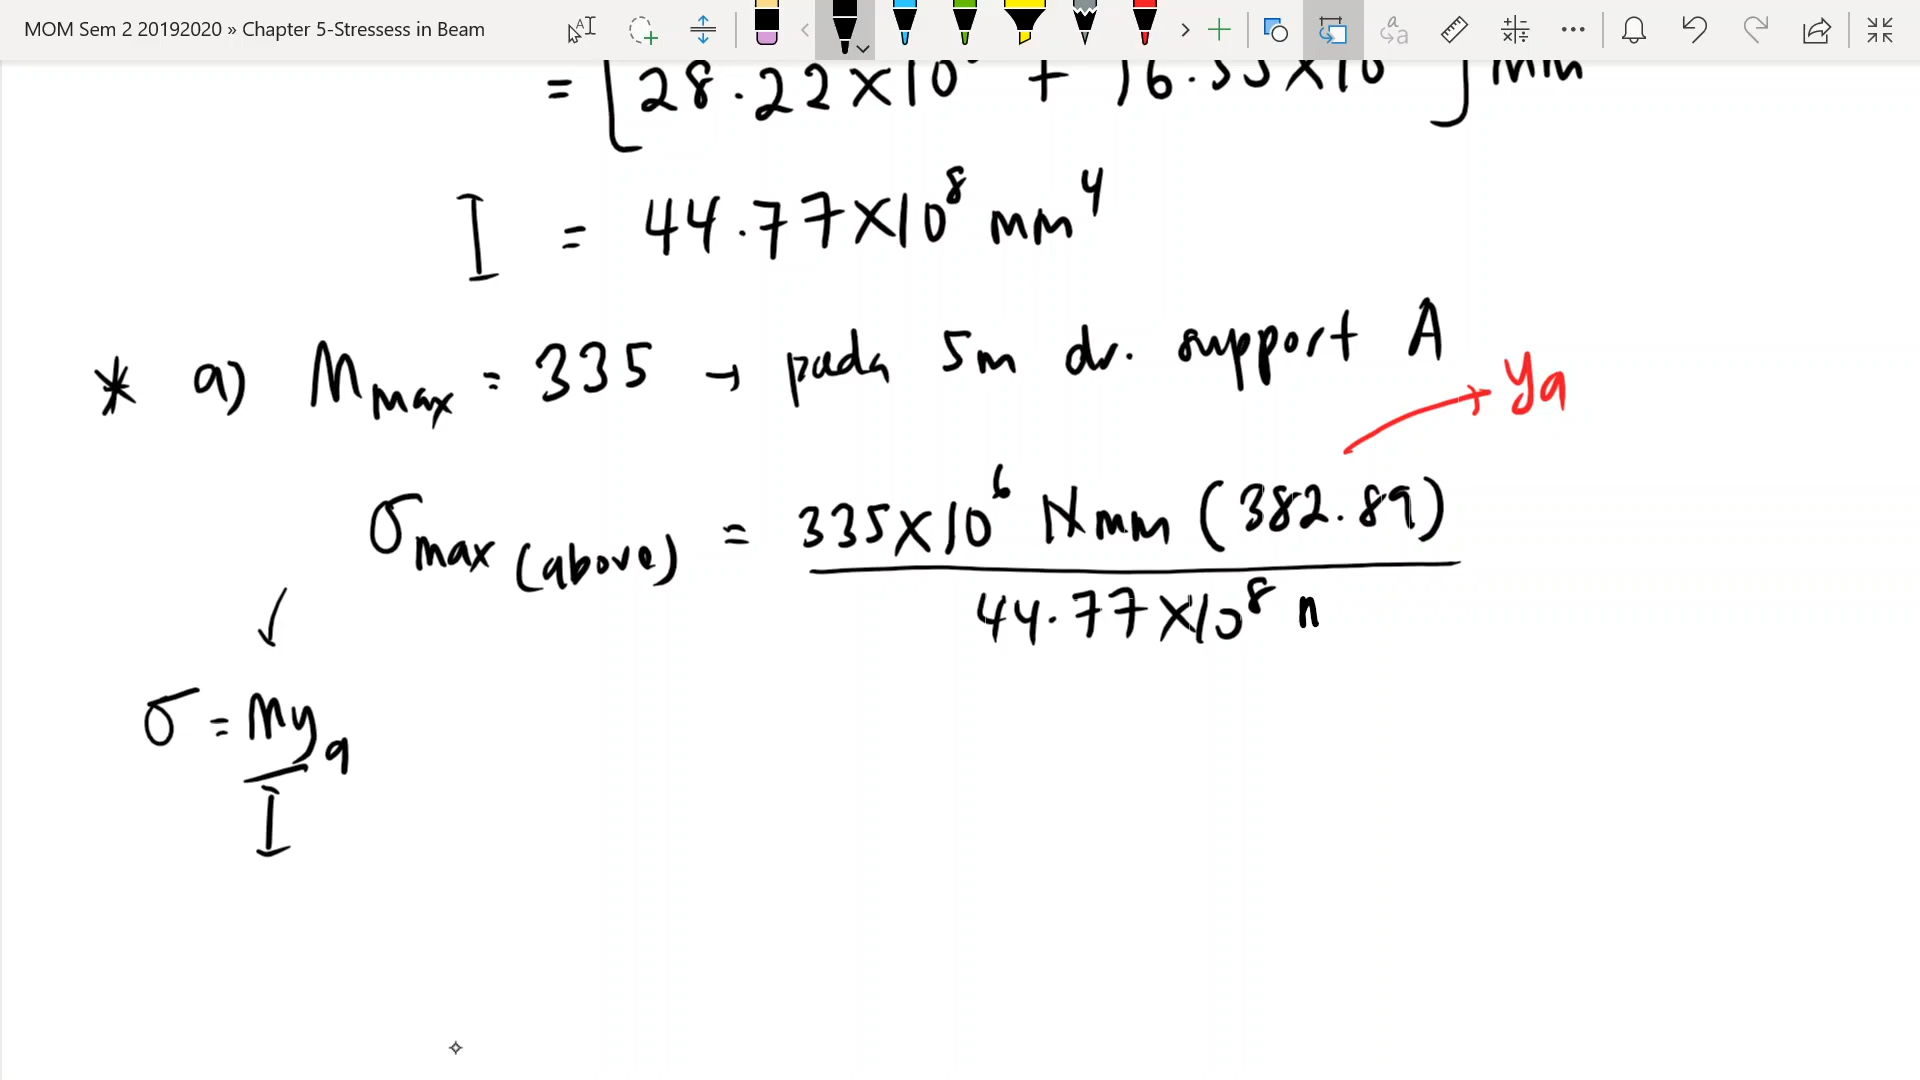 MOM Sem 2 20192020 » Chapter 5-Stressess in Beam
= [28.22×10 + 16.55×10 ] mm
I = 44.77×10⁸ mm⁴
* a) Mmax = 335 → pada 5m dr. support A
ya
σmax (above) = 335×10⁶ Nmm (382.89)
44.77×10⁸ n
σ = Mya
I